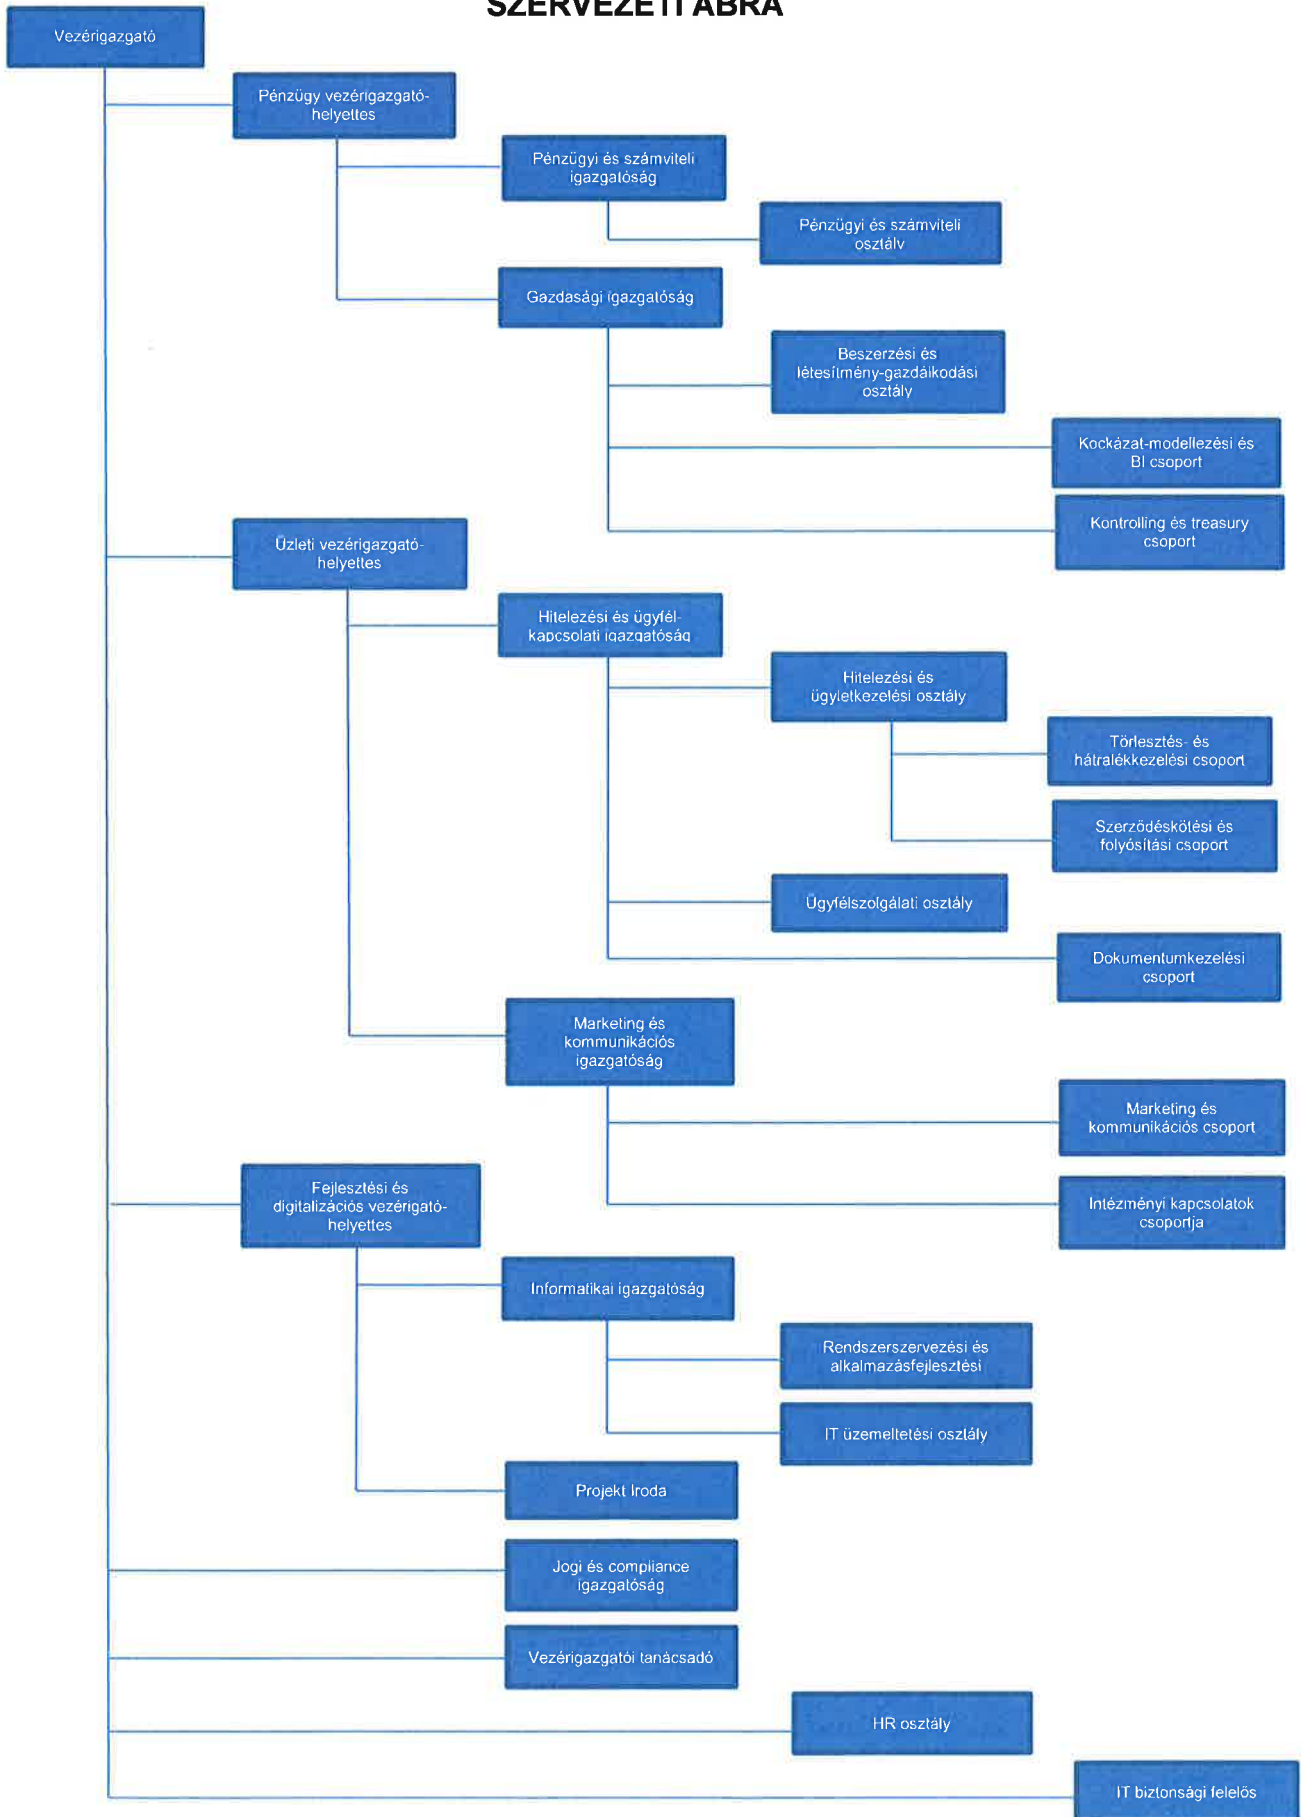 SZERVEZETI ÁBRA
Vezérigazgató
Pénzügy vezérigazgató-
helyettes
Pénzügyi és számviteli
igazgatóság
Pénzügyi és számviteli
osztály
Gazdasági igazgatóság
Beszerzési és
létesítmény-gazdálkodási
osztály
Kockázat-modellezési és
BI csoport
Kontrolling és treasury
csoport
Üzleti vezérigazgató-
helyettes
Hitelezési és ügyfél-
kapcsolati igazgatóság
Hitelezési és
ügyletkezelési osztály
Törlesztés- és
hátralékkezelési csoport
Szerződéskötési és
folyósítási csoport
Ügyfélszolgálati osztály
Dokumentumkezelési
csoport
Marketing és
kommunikációs
igazgatóság
Marketing és
kommunikációs csoport
Intézményi kapcsolatok
csoportja
Fejlesztési és
digitalizációs vezérigató-
helyettes
Informatikai igazgatóság
Rendszerszervezési és
alkalmazásfejlesztési
IT üzemeltetési osztály
Projekt Iroda
Jogi és compliance
igazgatóság
Vezérigazgatói tanácsadó
HR osztály
IT biztonsági felelős